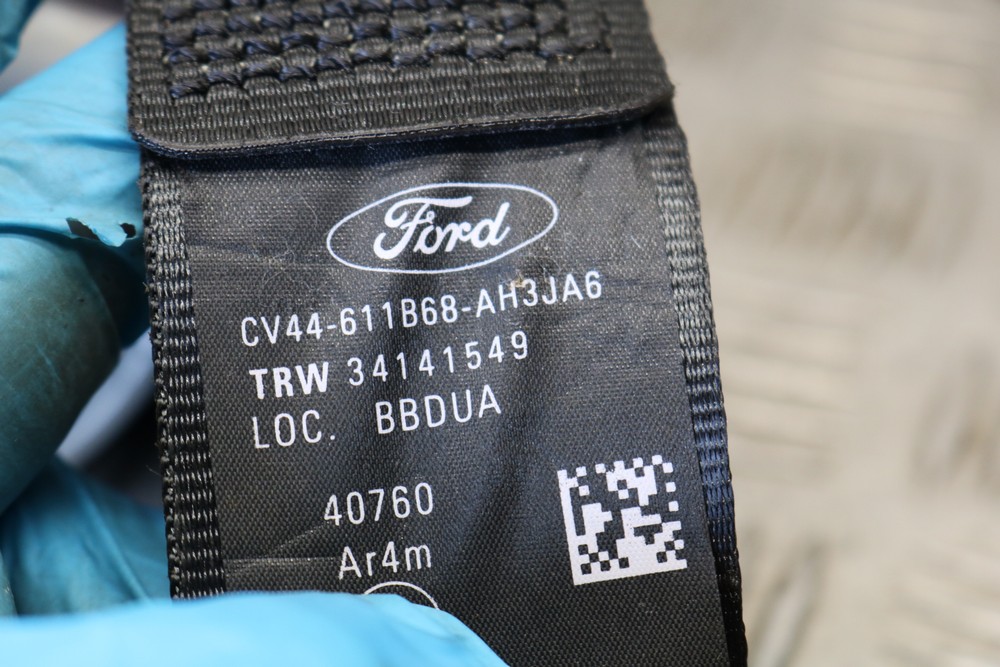 Ford
CV44-611B68-AH3JA6
TRW 34141549
LOC. BBDUA
40760
Ar4m